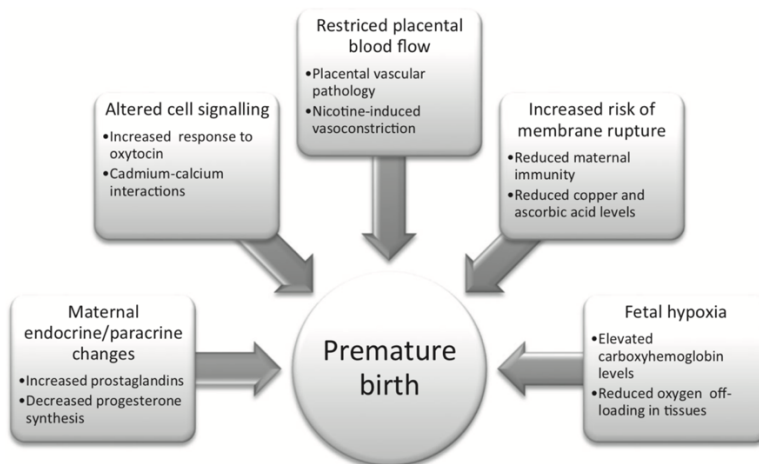 Restriced placental
blood flow
•Placental vascular
pathology
•Nicotine-induced
vasoconstriction
Altered cell signalling
•Increased response to
oxytocin
•Cadmium-calcium
interactions
Increased risk of
membrane rupture
•Reduced maternal
immunity
•Reduced copper and
ascorbic acid levels
Maternal
endocrine/paracrine
changes
•Increased prostaglandins
•Decreased progesterone
synthesis
Premature
birth
Fetal hypoxia
•Elevated
carboxyhemoglobin
levels
•Reduced oxygen off-
loading in tissues